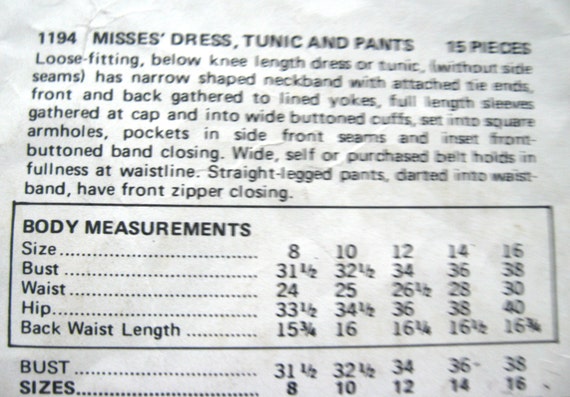 1194 MISSES' DRESS, TUNIC AND PANTS 15 PIECES
Loose-fitting, below knee length dress or tunic, (without side
seams) has narrow shaped neckband with attached tie ends,
front and back gathered to lined yokes, full length sleeves
gathered at cap and into wide buttoned cuffs, set into square
armholes, pockets in side front seams and inset front-
buttoned band closing. Wide, self or purchased belt holds in
fullness at waistline. Straight-legged pants, darted into waist-
band, have front zipper closing.
BODY MEASUREMENTS
Size 8 10 12 14 16
Bust 31½ 32½ 34 36 38
Waist 24 25 26½ 28 30
Hip 33½ 34½ 36 38 40
Back Waist Length 15¾ 16 16¼ 16½ 16¾
BUST 31½ 32½ 34 36 38
SIZES 8 10 12 14 16